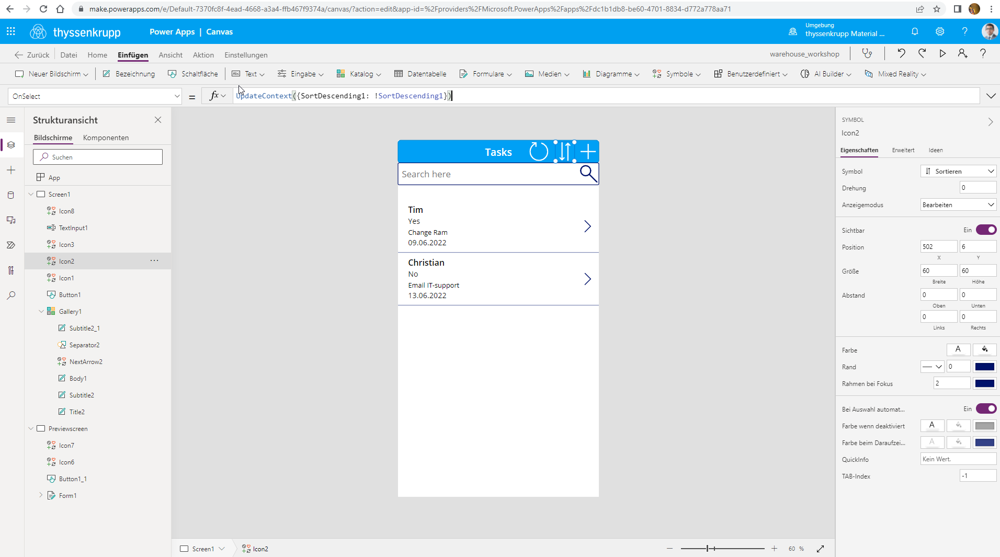 make.powerapps.com/e/Default-7370fc8f-4ead-4668-a3a4-ffb467f9374a/canvas/?action=edit&app-id=%2Fproviders%2FMicrosoft.PowerApps%2Fapps%2Fdc1b1db8-be60-4701-8834-d772a778aa71
thyssenkrupp
Power Apps | Canvas
Umgebung
thyssenkrupp Material ...
Zurück
Datei
Home
Einfügen
Ansicht
Aktion
Einstellungen
warehouse_workshop
Neuer Bildschirm
Bezeichnung
Schaltfläche
Abc
Text
Eingabe
Katalog
Datentabelle
Formulare
Medien
Diagramme
Symbole
Benutzerdefiniert
AI Builder
Mixed Reality
OnSelect
=
fx
UpdateContext({SortDescending1: !SortDescending1})
Strukturansicht
Bildschirme
Komponenten
Suchen
App
Screen1
Icon8
TextInput1
Icon3
Icon2
Icon1
Button1
Gallery1
Subtitle2_1
Separator2
NextArrow2
Body1
Subtitle2
Title2
Previewscreen
Icon7
Icon6
Button1_1
Form1
Tasks
Search here
Tim
Yes
Change Ram
09.06.2022
Christian
No
Email IT-support
13.06.2022
Screen1
Icon2
60 %
SYMBOL
Icon2
Eigenschaften
Erweitert
Ideen
Symbol
Sortieren
Drehung
0
Anzeigemodus
Bearbeiten
Sichtbar
Ein
Position
502
6
X
Y
Größe
60
60
Breite
Höhe
Abstand
0
0
Oben
Unten
0
0
Links
Rechts
Farbe
A
Rand
0
Rahmen bei Fokus
2
Bei Auswahl automat...
Ein
Farbe wenn deaktiviert
A
Farbe beim Daraufzei...
A
QuickInfo
Kein Wert.
TAB-Index
-1